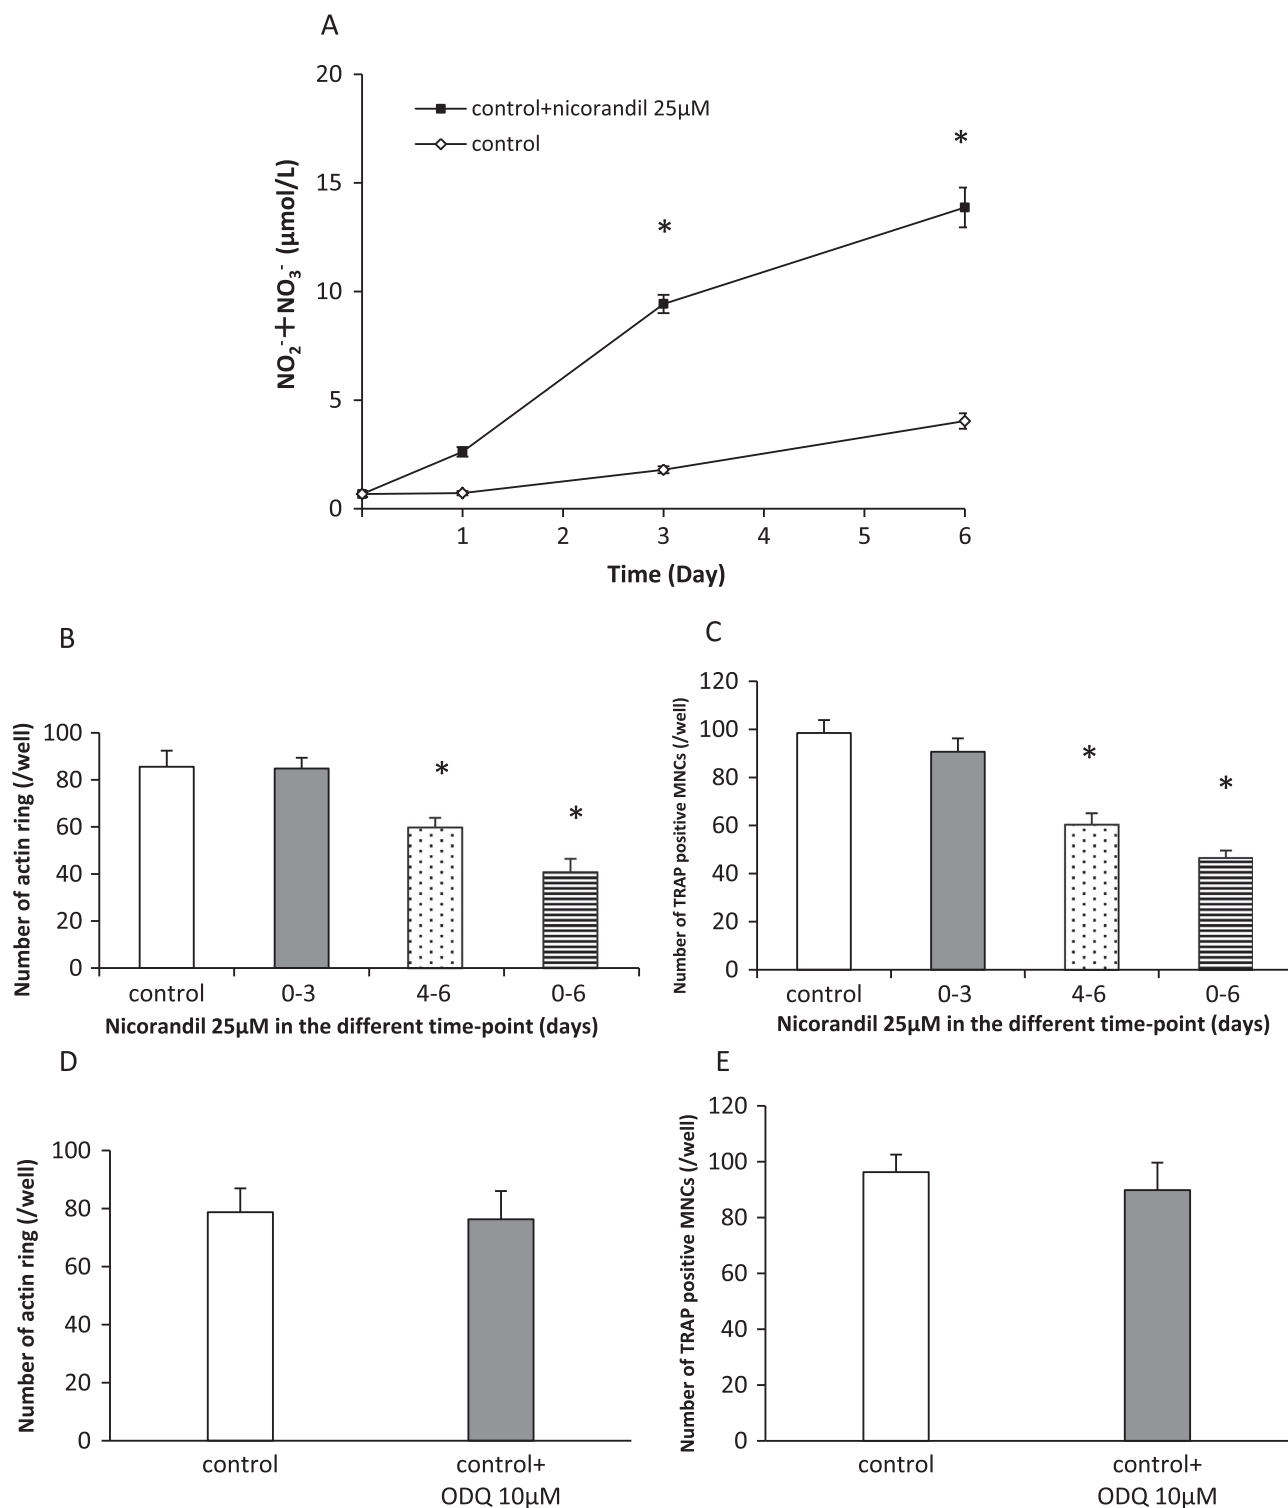 A
20
15
10
5
0
control+nicorandil 25μM
control
*
*
NO₂⁻+NO₃⁻ (μmol/L)
1 2 3 4 5 6
Time (Day)
B
100
80
60
40
20
0
Number of actin ring (/well)
*
*
control 0-3 4-6 0-6
Nicorandil 25μM in the different time-point (days)
C
120
100
80
60
40
20
0
Number of TRAP positive MNCs (/well)
*
*
control 0-3 4-6 0-6
Nicorandil 25μM in the different time-point (days)
D
100
80
60
40
20
0
Number of actin ring (/well)
control control+
ODQ 10μM
E
120
100
80
60
40
20
0
Number of TRAP positive MNCs (/well)
control control+
ODQ 10μM